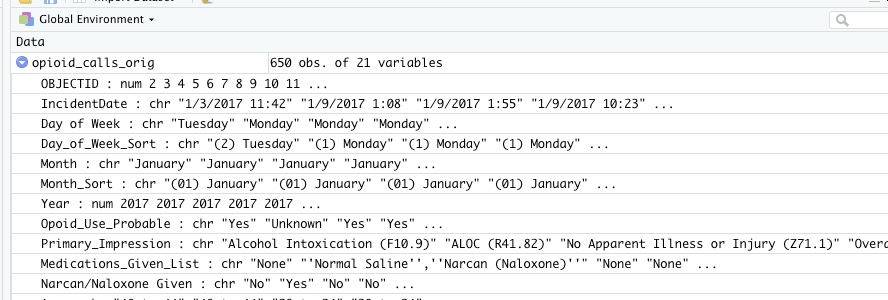 Global Environment
Data
opioid_calls_orig 650 obs. of 21 variables
OBJECTID : num 2 3 4 5 6 7 8 9 10 11 ...
IncidentDate : chr "1/3/2017 11:42" "1/9/2017 1:08" "1/9/2017 1:55" "1/9/2017 10:23" ...
Day of Week : chr "Tuesday" "Monday" "Monday" "Monday" ...
Day_of_Week_Sort : chr "(2) Tuesday" "(1) Monday" "(1) Monday" "(1) Monday" ...
Month : chr "January" "January" "January" "January" ...
Month_Sort : chr "(01) January" "(01) January" "(01) January" "(01) January" ...
Year : num 2017 2017 2017 2017 2017 ...
Opoid_Use_Probable : chr "Yes" "Unknown" "Yes" "Yes" ...
Primary_Impression : chr "Alcohol Intoxication (F10.9)" "ALOC (R41.82)" "No Apparent Illness or Injury (Z71.1)" "Overa
Medications_Given_List : chr "None" "'Normal Saline'',''Narcan (Naloxone)''" "None" "None" ...
Narcan/Naloxone Given : chr "No" "Yes" "No" "No" ...